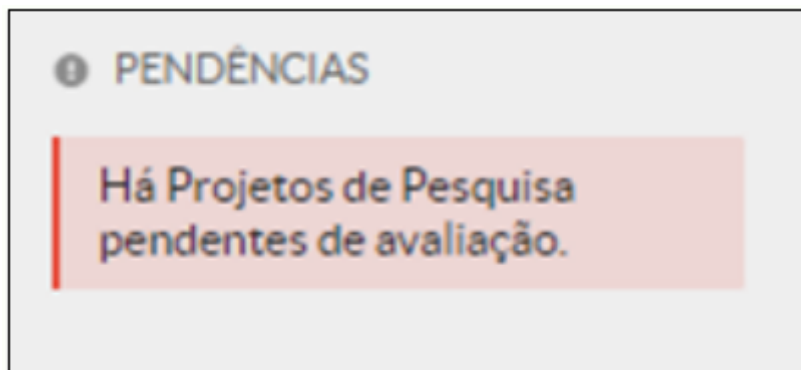 PENDÊNCIAS
Há Projetos de Pesquisa
pendentes de avaliação.